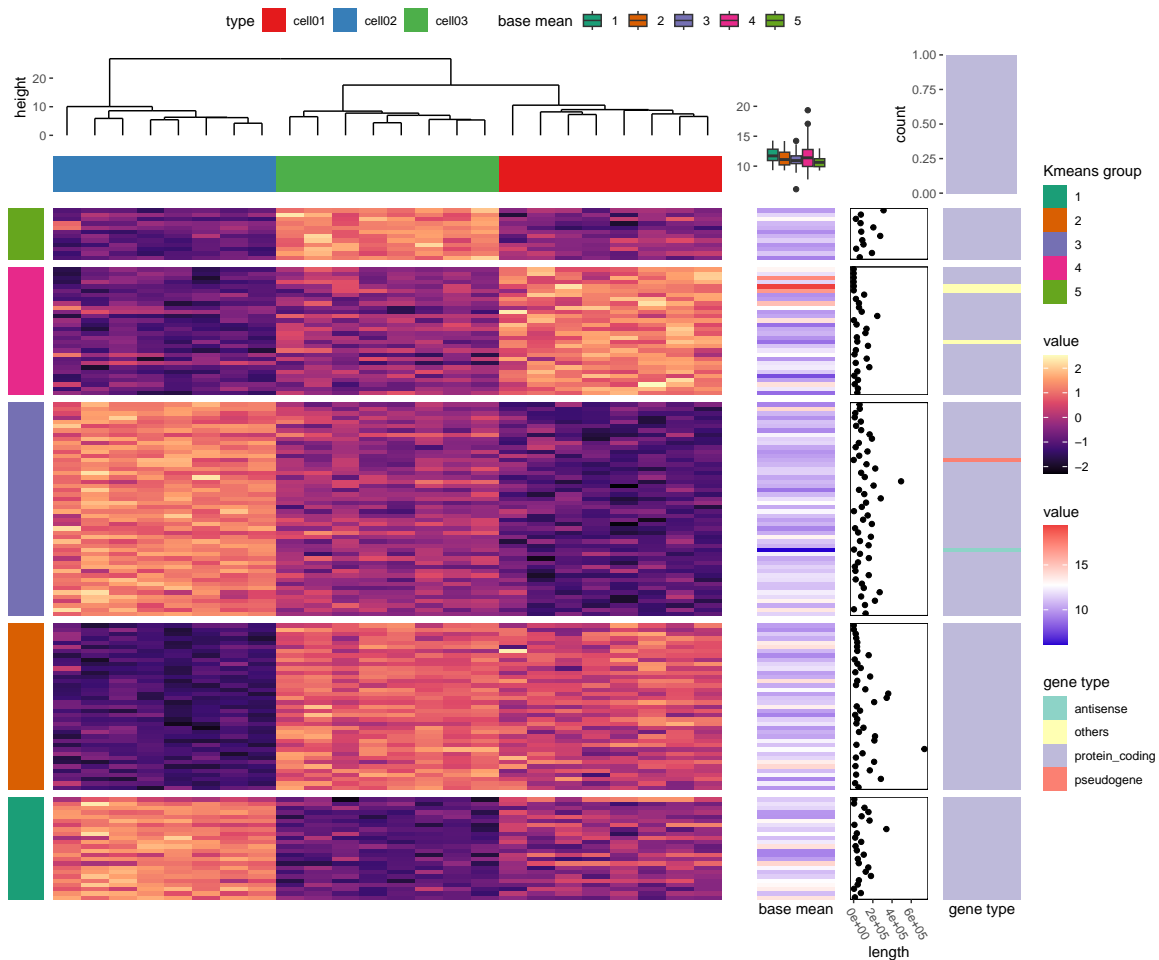 type cell01 cell02 cell03 base mean 1 2 3 4 5
height
20
10
0
20
15
10
count
1.00
0.75
0.50
0.25
0.00
Kmeans group
1
2
3
4
5
value
2
1
0
−1
−2
value
15
10
gene type
antisense
others
protein_coding
pseudogene
base mean
0e+00 2e+05 4e+05 6e+05
length
gene type